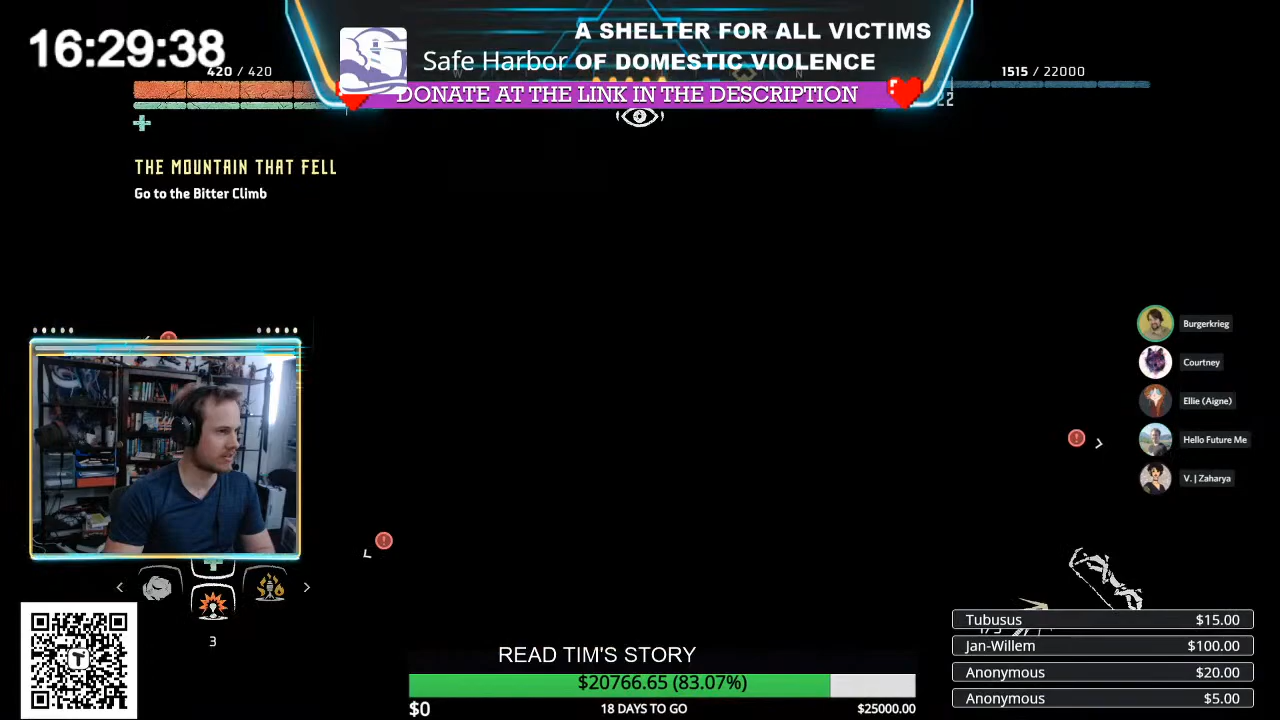 16:29:38
A SHELTER FOR ALL VICTIMS
Safe Harbor OF DOMESTIC VIOLENCE
420 / 420
1515 / 22000
DONATE AT THE LINK IN THE DESCRIPTION
22
THE MOUNTAIN THAT FELL
Go to the Bitter Climb
Burgerkrieg
Courtney
Ellie (Aigne)
Hello Future Me
V. | Zaharya
3
READ TIM'S STORY
$20766.65 (83.07%)
$0
18 DAYS TO GO
$25000.00
Tubusus $15.00
Jan-Willem $100.00
Anonymous $20.00
Anonymous $5.00